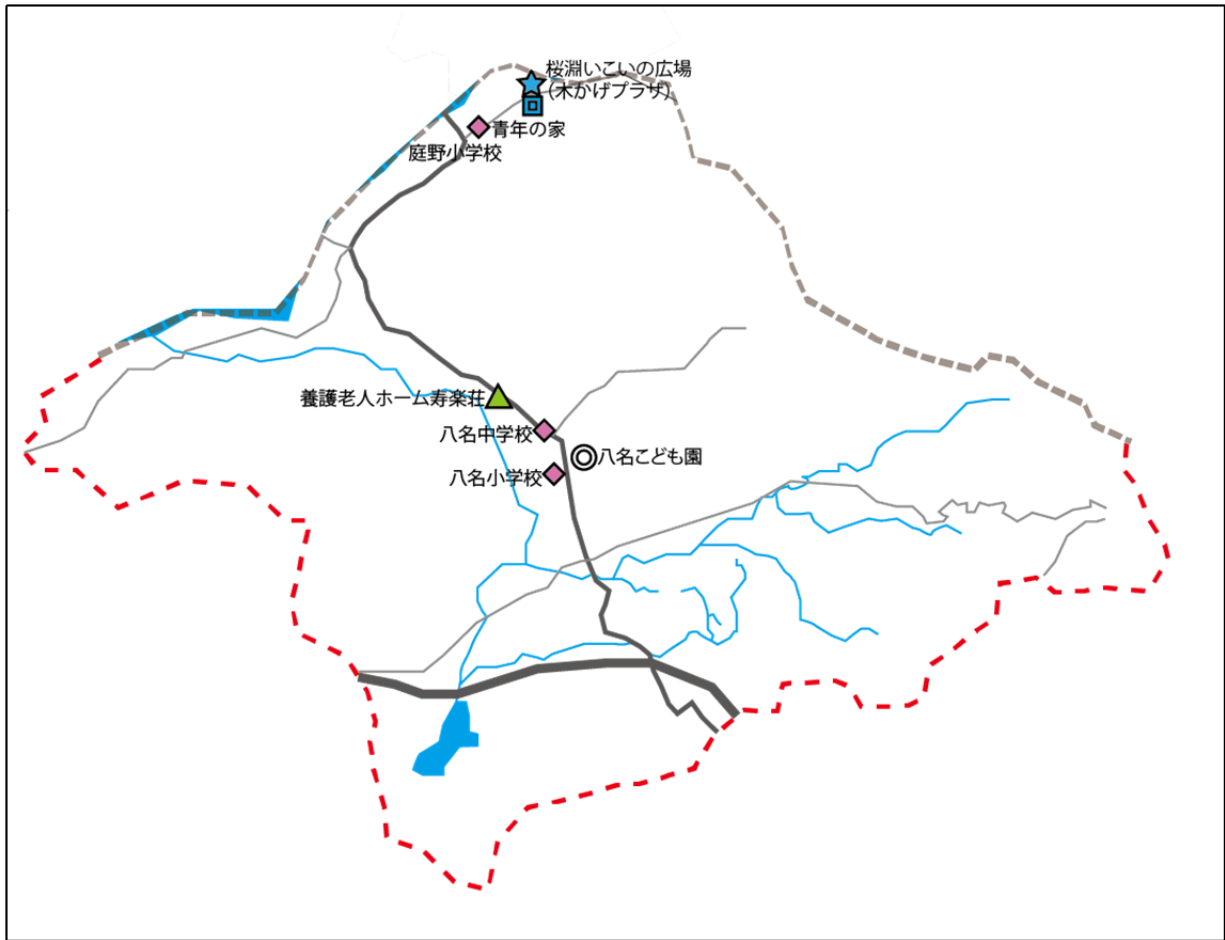 桜淵いこいの広場
(木かげプラザ)
青年の家
庭野小学校
養護老人ホーム寿楽荘
八名中学校
八名こども園
八名小学校